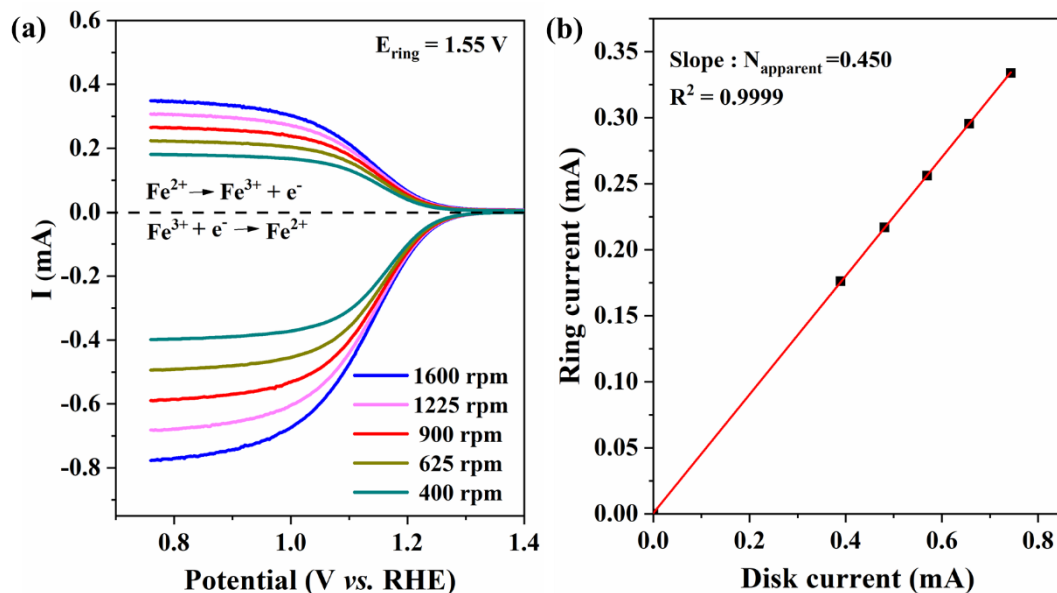 (a)
E_ring = 1.55 V
Fe²⁺ → Fe³⁺ + e⁻
Fe³⁺ + e⁻ → Fe²⁺
1600 rpm
1225 rpm
900 rpm
625 rpm
400 rpm
0.6
0.4
0.2
0.0
-0.2
-0.4
-0.6
-0.8
I (mA)
0.8
1.0
1.2
1.4
Potential (V vs. RHE)
(b)
Slope : N_apparent =0.450
R² = 0.9999
0.35
0.30
0.25
0.20
0.15
0.10
0.05
0.00
Ring current (mA)
0.0
0.2
0.4
0.6
0.8
Disk current (mA)